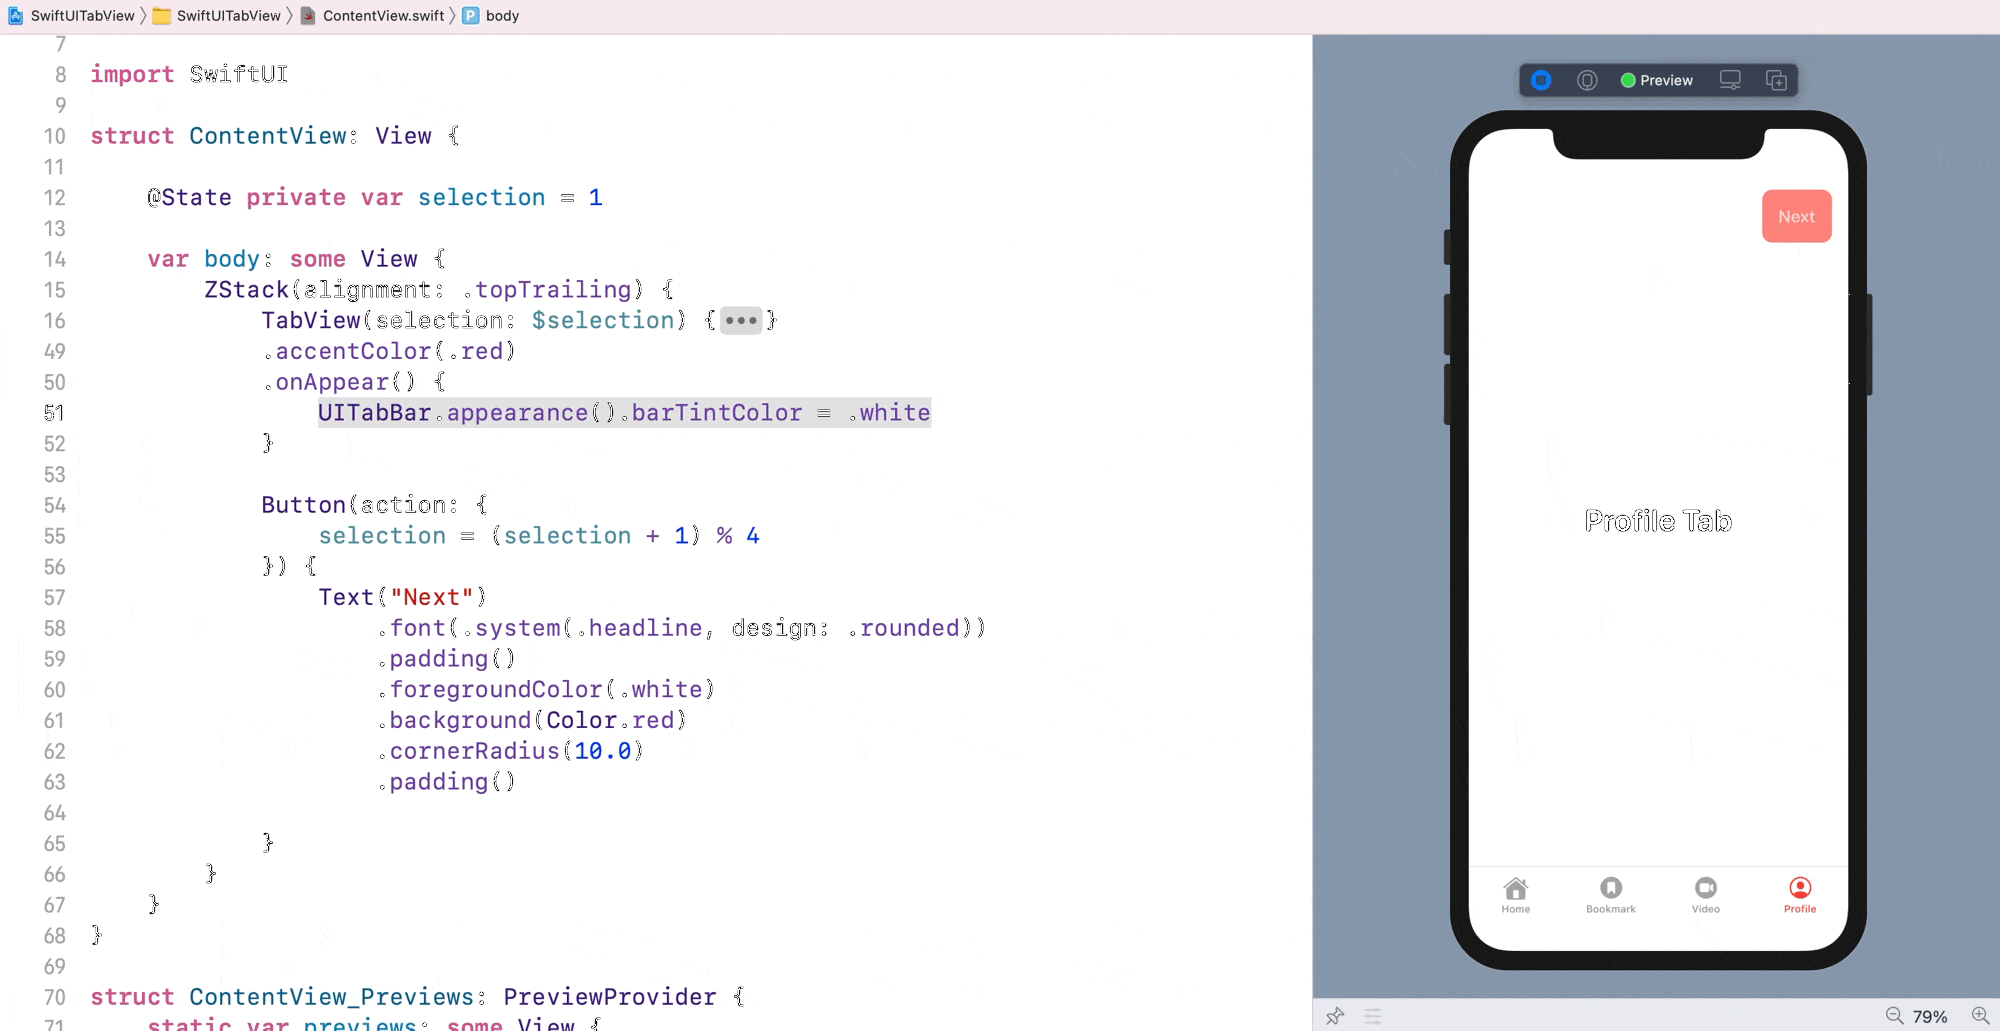 SwiftUITabView SwiftUITabView ContentView.swift P body
7
8 import SwiftUI
9
10 struct ContentView: View {
11
12 @State private var selection = 1
13
14 var body: some View {
15 ZStack(alignment: .topTrailing) {
16 TabView(selection: $selection) {•••}
49 .accentColor(.red)
50 .onAppear() {
51 UITabBar.appearance().barTintColor = .white
52 }
53
54 Button(action: {
55 selection = (selection + 1) % 4
56 }) {
57 Text("Next")
58 .font(.system(.headline, design: .rounded))
59 .padding()
60 .foregroundColor(.white)
61 .background(Color.red)
62 .cornerRadius(10.0)
63 .padding()
64
65 }
66 }
67 }
68 }
69
70 struct ContentView_Previews: PreviewProvider {
71 static var previews: some View {
Preview
Next
Profile Tab
Home Bookmark Video Profile
79%